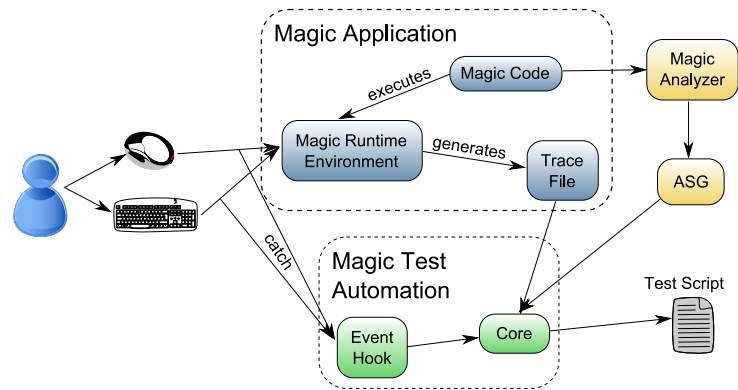 Magic Application
Magic Code
Magic
Analyzer
executes
Magic Runtime
Environment
generates
Trace
File
ASG
catch
Magic Test
Automation
Test Script
Event
Hook
Core